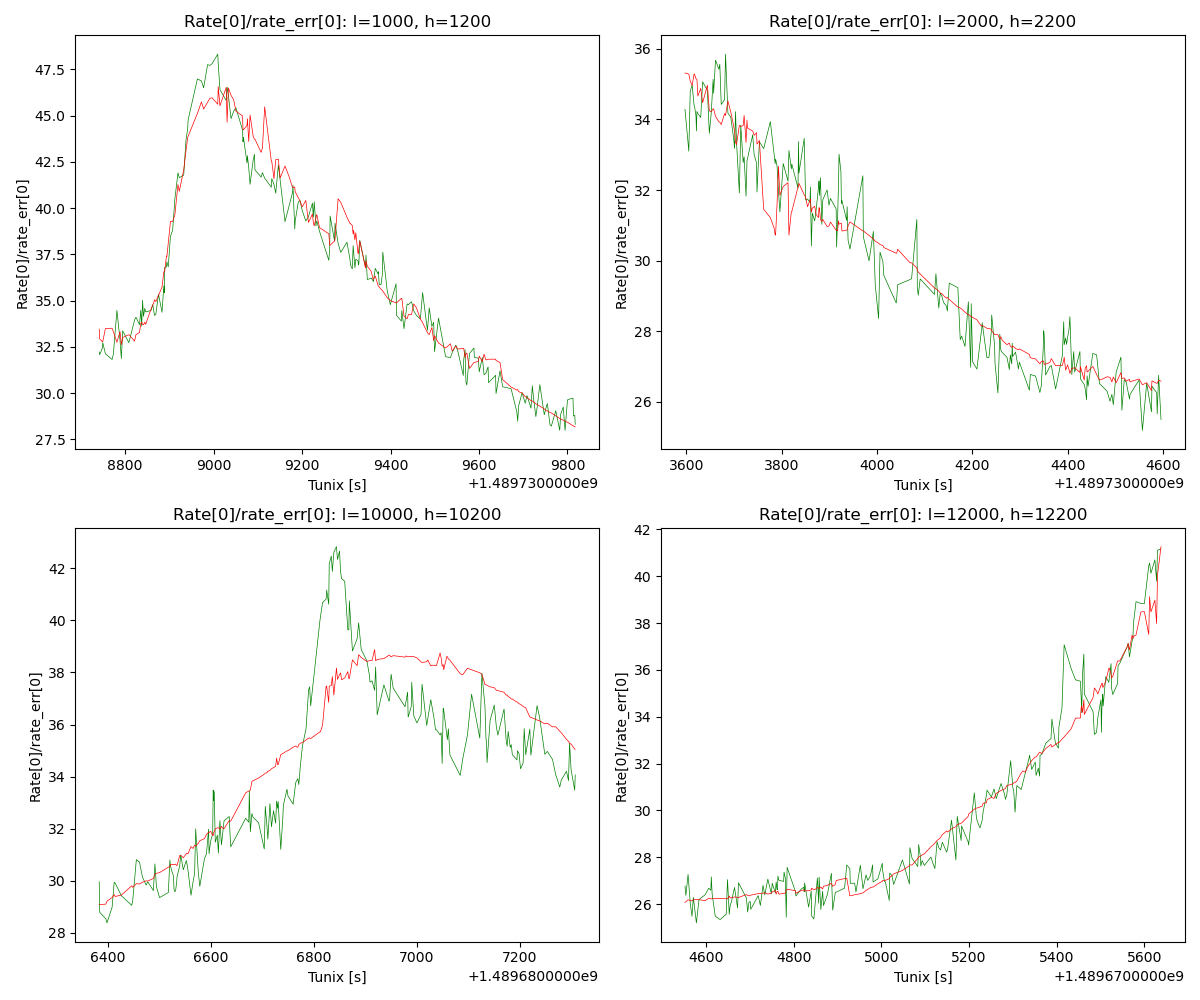 Rate[0]/rate_err[0]: l=1000, h=1200
Rate[0]/rate_err[0]
47.5
45.0
42.5
40.0
37.5
35.0
32.5
30.0
27.5
8800 9000 9200 9400 9600 9800
Tunix [s]
+1.4897300000e9
Rate[0]/rate_err[0]: l=2000, h=2200
Rate[0]/rate_err[0]
36
34
32
30
28
26
3600 3800 4000 4200 4400 4600
Tunix [s]
+1.4897300000e9
Rate[0]/rate_err[0]: l=10000, h=10200
Rate[0]/rate_err[0]
42
40
38
36
34
32
30
28
6400 6600 6800 7000 7200
Tunix [s]
+1.4896800000e9
Rate[0]/rate_err[0]: l=12000, h=12200
Rate[0]/rate_err[0]
42
40
38
36
34
32
30
28
26
4600 4800 5000 5200 5400 5600
Tunix [s]
+1.4896700000e9